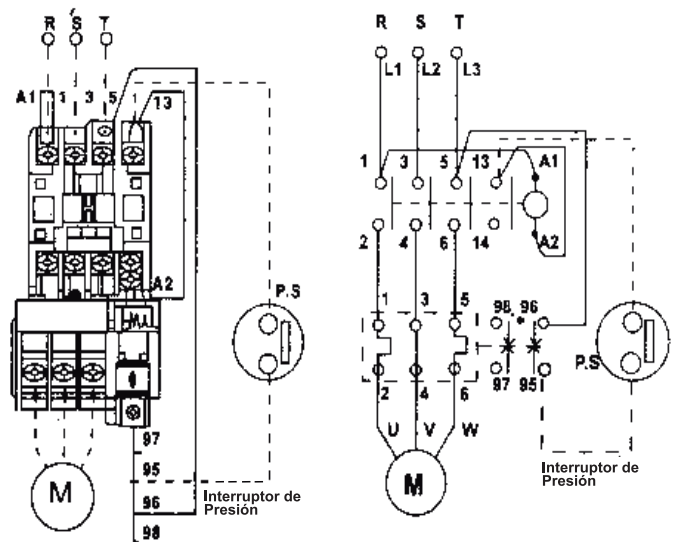 R S T
A1 1 3 5 13
A2
P.S
M
97
95
96
98
Interruptor de
Presión
R S T
L1 L2 L3
1 3 5 13 A1
2 4 6 14 A2
1 3 5 98 96
P.S
2 4 6 97 95
U V W
M
Interruptor de
Presión